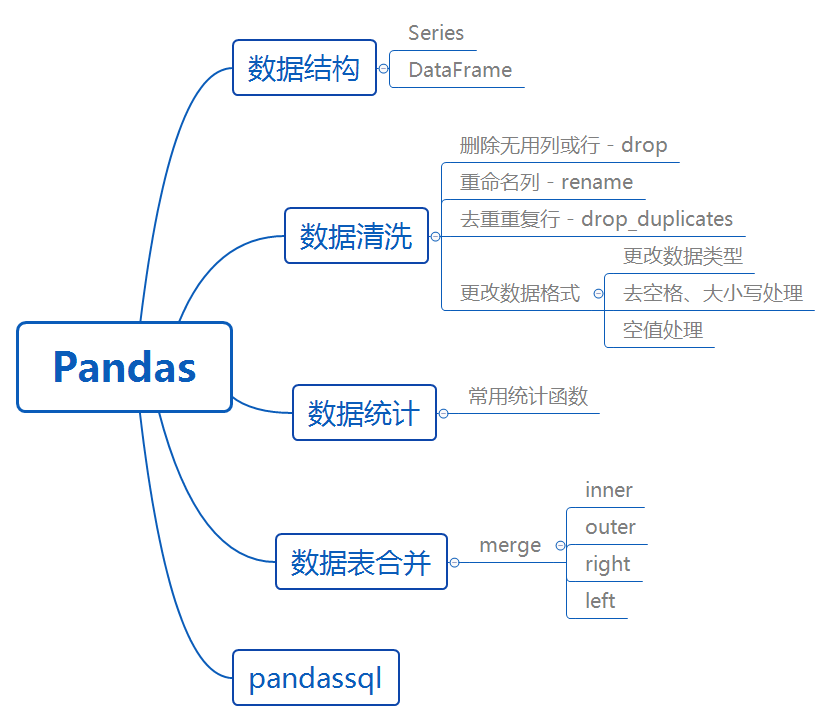 Pandas
数据结构
Series
DataFrame
数据清洗
删除无用列或行 - drop
重命名列 - rename
去重重复行 - drop_duplicates
更改数据格式
更改数据类型
去空格、大小写处理
空值处理
数据统计
常用统计函数
数据表合并
merge
inner
outer
right
left
pandassql